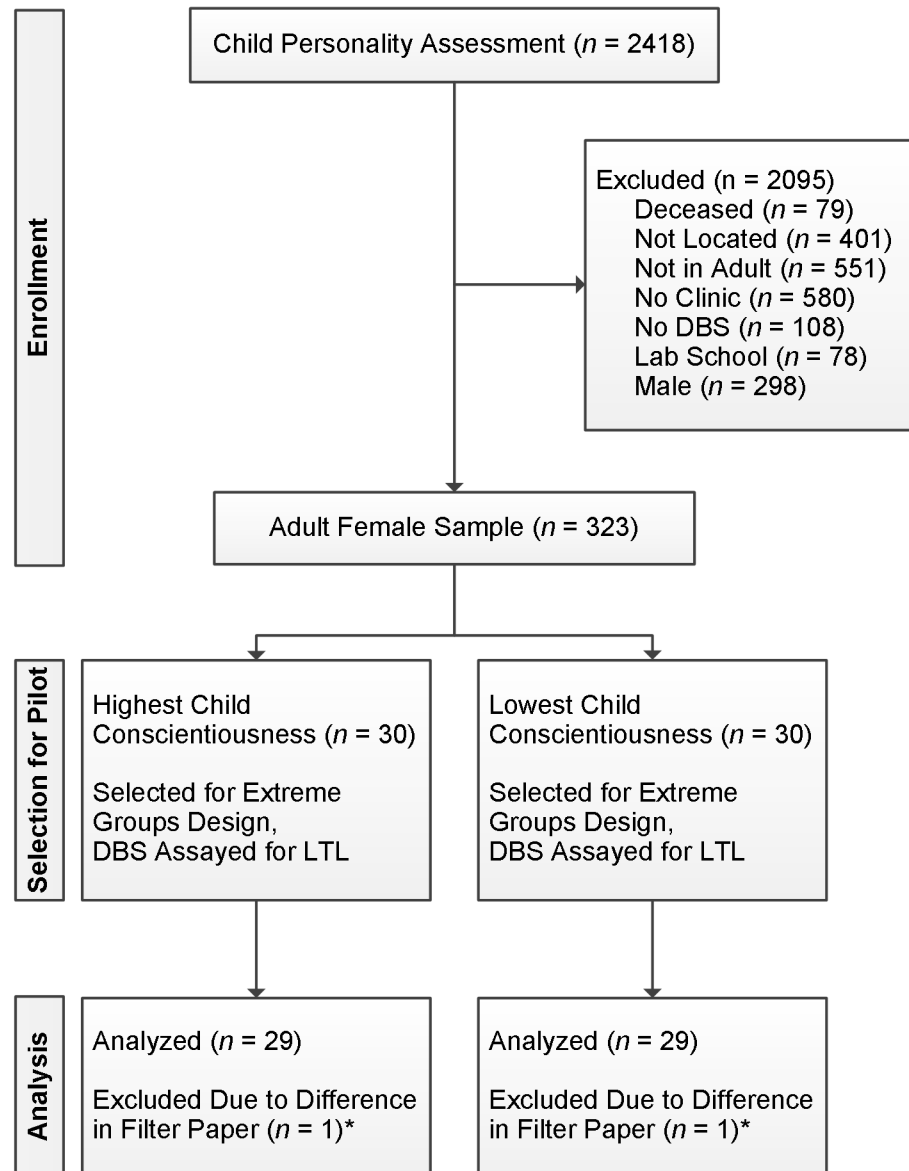 Enrollment
Child Personality Assessment (n = 2418)
Excluded (n = 2095)
Deceased (n = 79)
Not Located (n = 401)
Not in Adult (n = 551)
No Clinic (n = 580)
No DBS (n = 108)
Lab School (n = 78)
Male (n = 298)
Adult Female Sample (n = 323)
Selection for Pilot
Highest Child
Conscientiousness (n = 30)
Selected for Extreme
Groups Design,
DBS Assayed for LTL
Lowest Child
Conscientiousness (n = 30)
Selected for Extreme
Groups Design,
DBS Assayed for LTL
Analysis
Analyzed (n = 29)
Excluded Due to Difference
in Filter Paper (n = 1)*
Analyzed (n = 29)
Excluded Due to Difference
in Filter Paper (n = 1)*